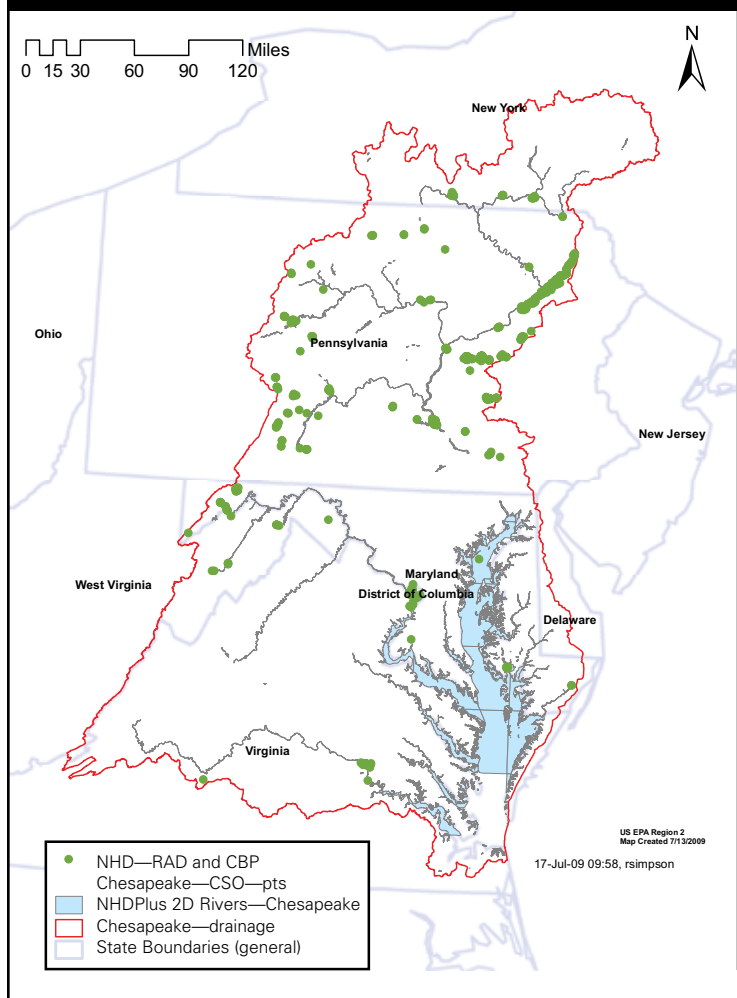 Miles
0 15 30 60 90 120
N
New York
Ohio
Pennsylvania
New Jersey
West Virginia
Maryland
District of Columbia
Delaware
Virginia
US EPA Region 2
Map Created 7/13/2009
17-Jul-09 09:58, rsimpson
NHD—RAD and CBP
Chesapeake—CSO—pts
NHDPlus 2D Rivers—Chesapeake
Chesapeake—drainage
State Boundaries (general)